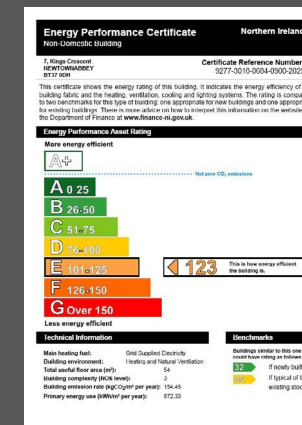 Energy Performance Certificate
Northern Ireland
Non-Domestic Building
7, Kings Crescent
NEWTOWNABBEY
BT37 0DH
Certificate Reference Number
9277-3018-0684-0900-202
This certificate shows the energy rating of this building. It indicates the energy efficiency of
building fabric and the heating, ventilation, cooling and lighting systems. The rating is compa
to two benchmarks for this type of building: one appropriate for new buildings and one appropri
for existing buildings. There is more advice on how to interpret this information on the website
the Department of Finance at www.finance-ni.gov.uk.
Energy Performance Asset Rating
More energy efficient
A+
Net zero CO₂ emissions
A 0-25
B 26-50
C 51-75
D 76-100
E 101-125
123
This is how energy efficient
the building is.
F 126-150
G Over 150
Less energy efficient
Technical Information
Main heating fuel: Grid Supplied Electricity
Building environment: Heating and Natural Ventilation
Total useful floor area (m²): 54
Building complexity (NOS level): 3
Building emission rate (kgCO₂/m² per year): 154.45
Primary energy use (kWh/m² per year): 872.33
Benchmarks
Buildings similar to this one
could have rating as follows
32 If newly built
If typical of t
existing stoc